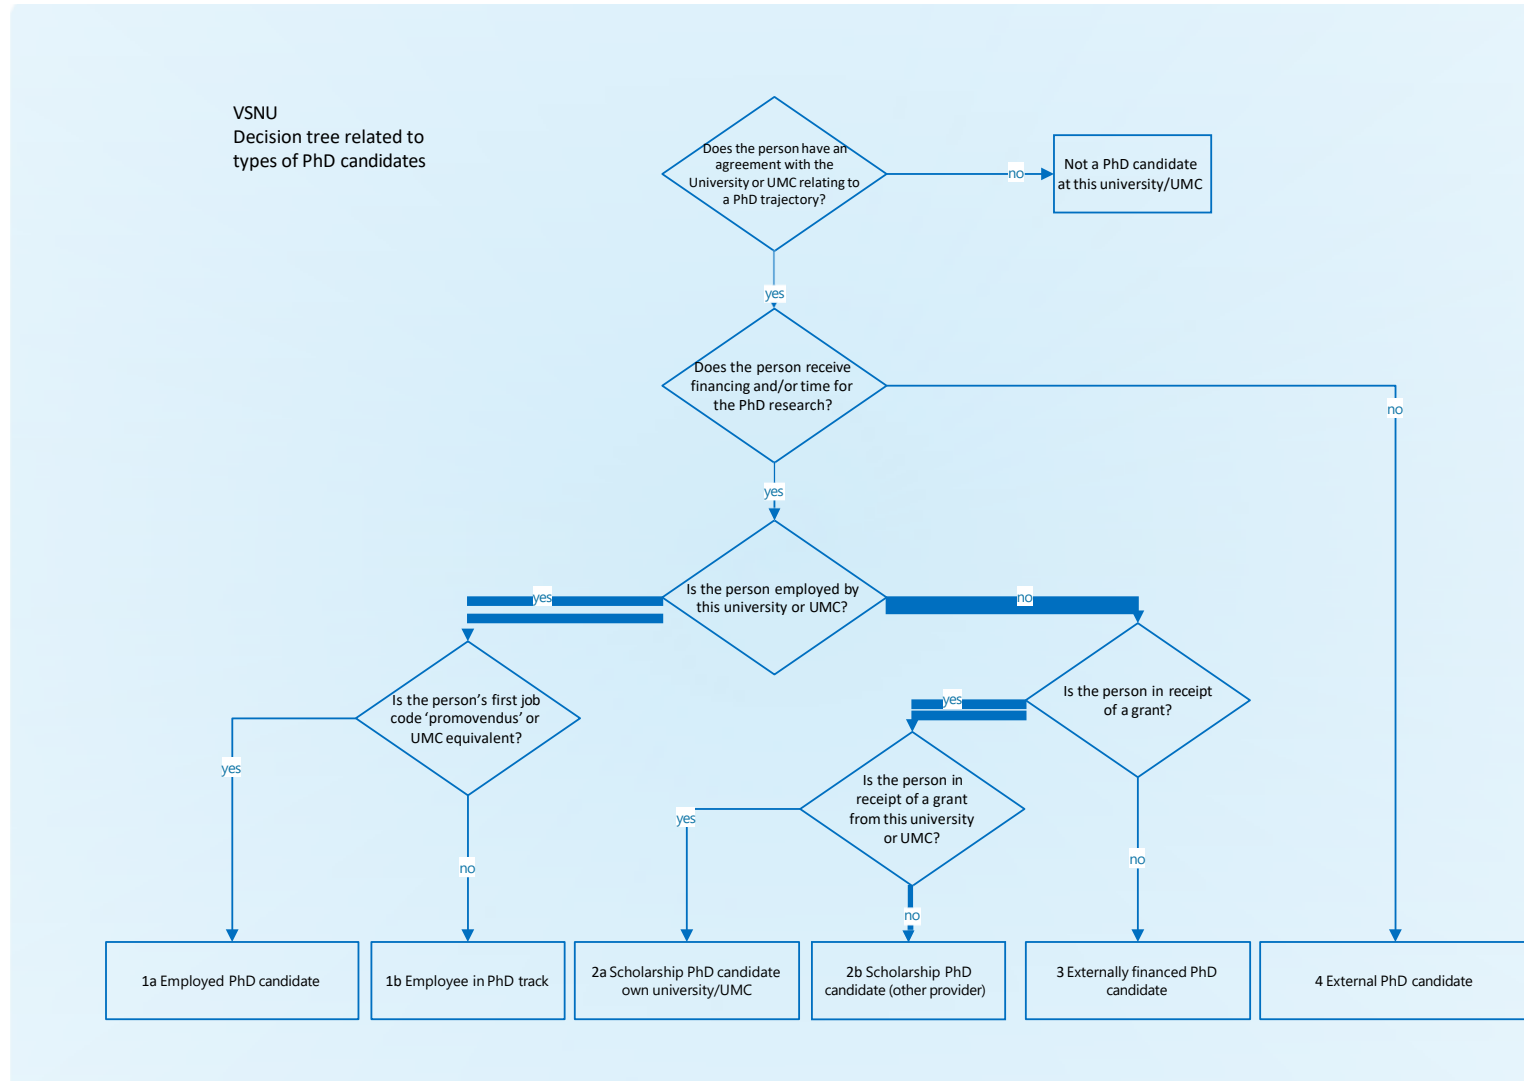 VSNU
Decision tree related to
types of PhD candidates
Does the person have an
agreement with the
University or UMC relating to
a PhD trajectory?
no
Not a PhD candidate
at this university/UMC
yes
Does the person receive
financing and/or time for
the PhD research?
no
yes
Is the person employed by
this university or UMC?
yes
no
Is the person's first job
code ‘promovendus’ or
UMC equivalent?
Is the person in receipt
of a grant?
yes
yes
no
Is the person in
receipt of a grant
from this university
or UMC?
yes
no
no
1a Employed PhD candidate
1b Employee in PhD track
2a Scholarship PhD candidate
own university/UMC
2b Scholarship PhD
candidate (other provider)
3 Externally financed PhD
candidate
4 External PhD candidate